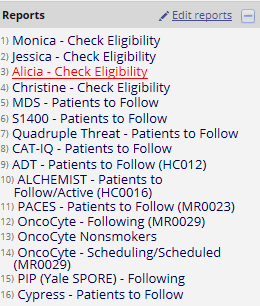 Reports Edit reports
1) Monica - Check Eligibility
2) Jessica - Check Eligibility
3) Alicia - Check Eligibility
4) Christine - Check Eligibility
5) MDS - Patients to Follow
6) S1400 - Patients to Follow
7) Quadruple Threat - Patients to Follow
8) CAT-IQ - Patients to Follow
9) ADT - Patients to Follow (HC012)
10) ALCHEMIST - Patients to
Follow/Active (HC0016)
11) PACES - Patients to Follow (MR0023)
12) OncoCyte - Following (MR0029)
13) OncoCyte Nonsmokers
14) OncoCyte - Scheduling/Scheduled
(MR0029)
15) PIP (Yale SPORE) - Following
16) Cypress - Patients to Follow